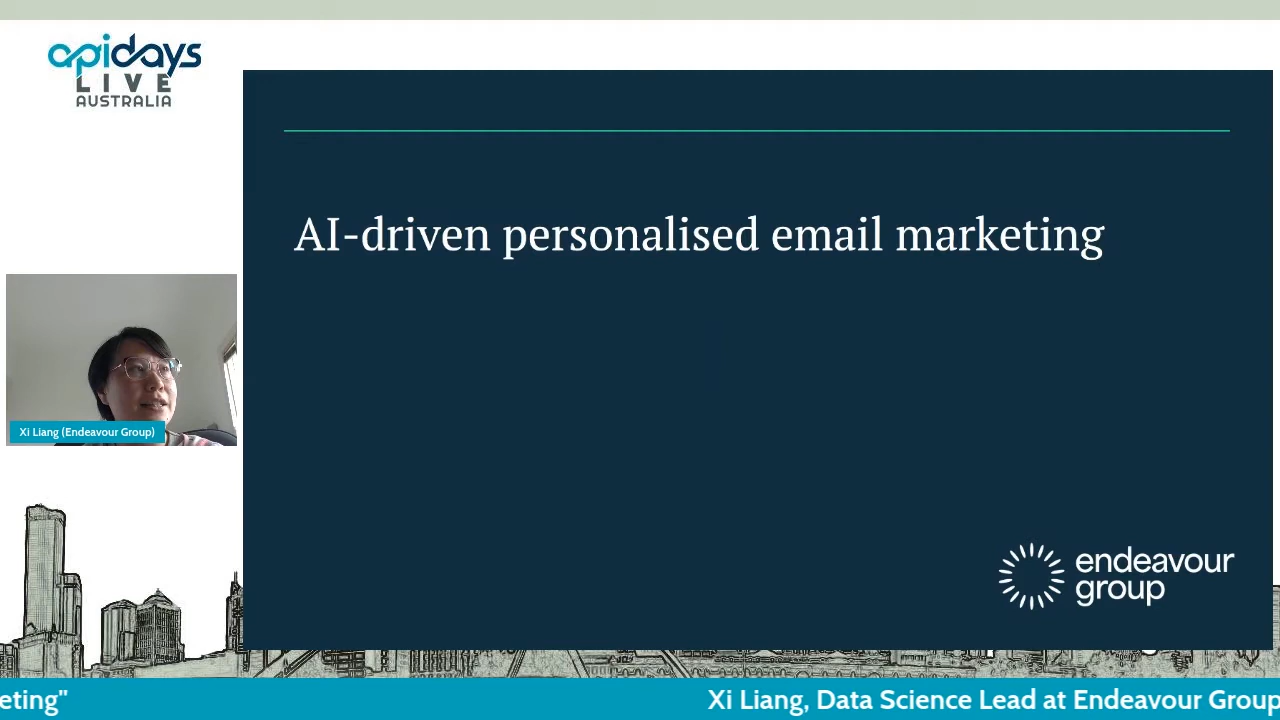 apidays
LIVE
AUSTRALIA
AI-driven personalised email marketing
Xi Liang (Endeavour Group)
endeavour
group
eting" Xi Liang, Data Science Lead at Endeavour Group